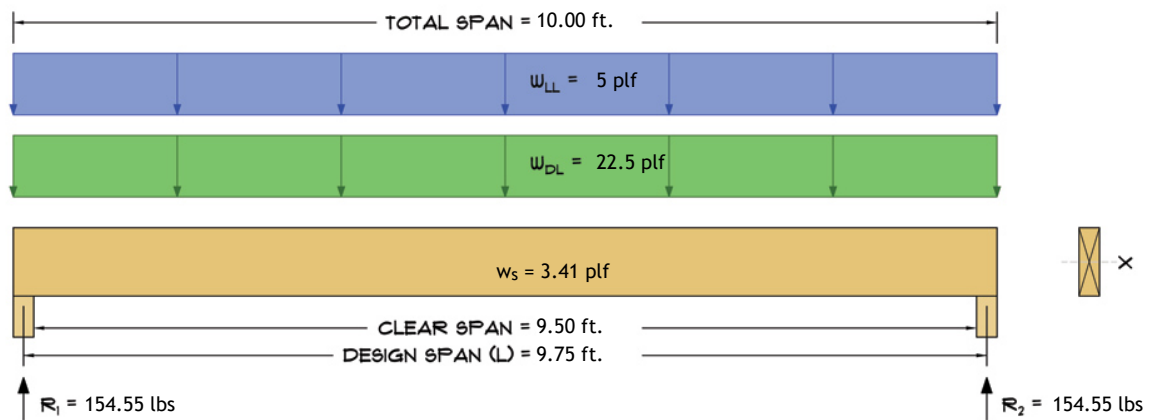 TOTAL SPAN = 10.00 ft.
WLL = 5 plf
WDL = 22.5 plf
ws = 3.41 plf
X
CLEAR SPAN = 9.50 ft.
DESIGN SPAN (L) = 9.75 ft.
R1 = 154.55 lbs
R2 = 154.55 lbs